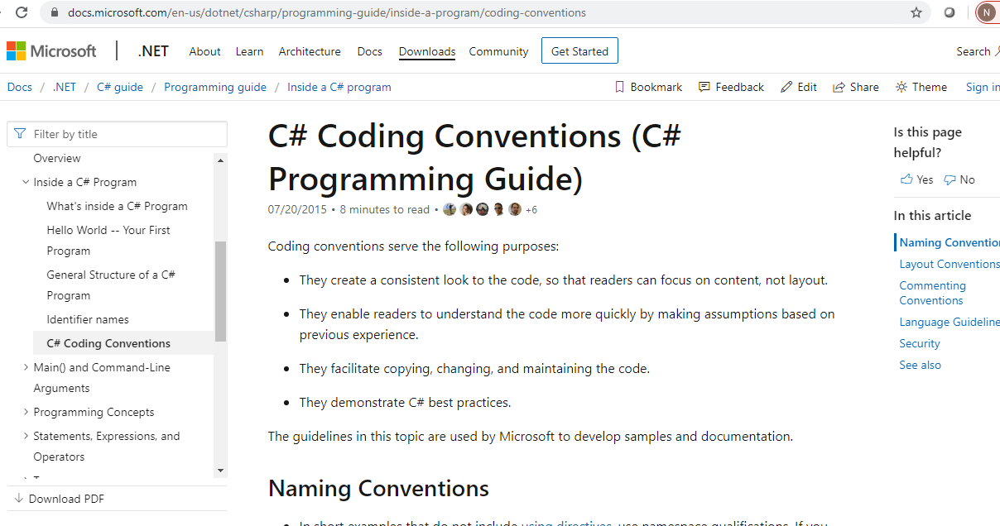 docs.microsoft.com/en-us/dotnet/csharp/programming-guide/inside-a-program/coding-conventions
N
Microsoft
.NET
About
Learn
Architecture
Docs
Downloads
Community
Get Started
Search
Docs / .NET / C# guide / Programming guide / Inside a C# program
Bookmark
Feedback
Edit
Share
Theme
Sign in
Filter by title
Overview
Inside a C# Program
What's inside a C# Program
Hello World -- Your First
Program
General Structure of a C#
Program
Identifier names
C# Coding Conventions
Main() and Command-Line
Arguments
Programming Concepts
Statements, Expressions, and
Operators
Download PDF
C# Coding Conventions (C#
Programming Guide)
07/20/2015 • 8 minutes to read • +6
Coding conventions serve the following purposes:
• They create a consistent look to the code, so that readers can focus on content, not layout.
• They enable readers to understand the code more quickly by making assumptions based on
previous experience.
• They facilitate copying, changing, and maintaining the code.
• They demonstrate C# best practices.
The guidelines in this topic are used by Microsoft to develop samples and documentation.
Naming Conventions
• In short examples that do not include using directives, use namespace qualifications. If you
Is this page
helpful?
Yes
No
In this article
Naming Conventio
Layout Conventions
Commenting
Conventions
Language Guideline
Security
See also